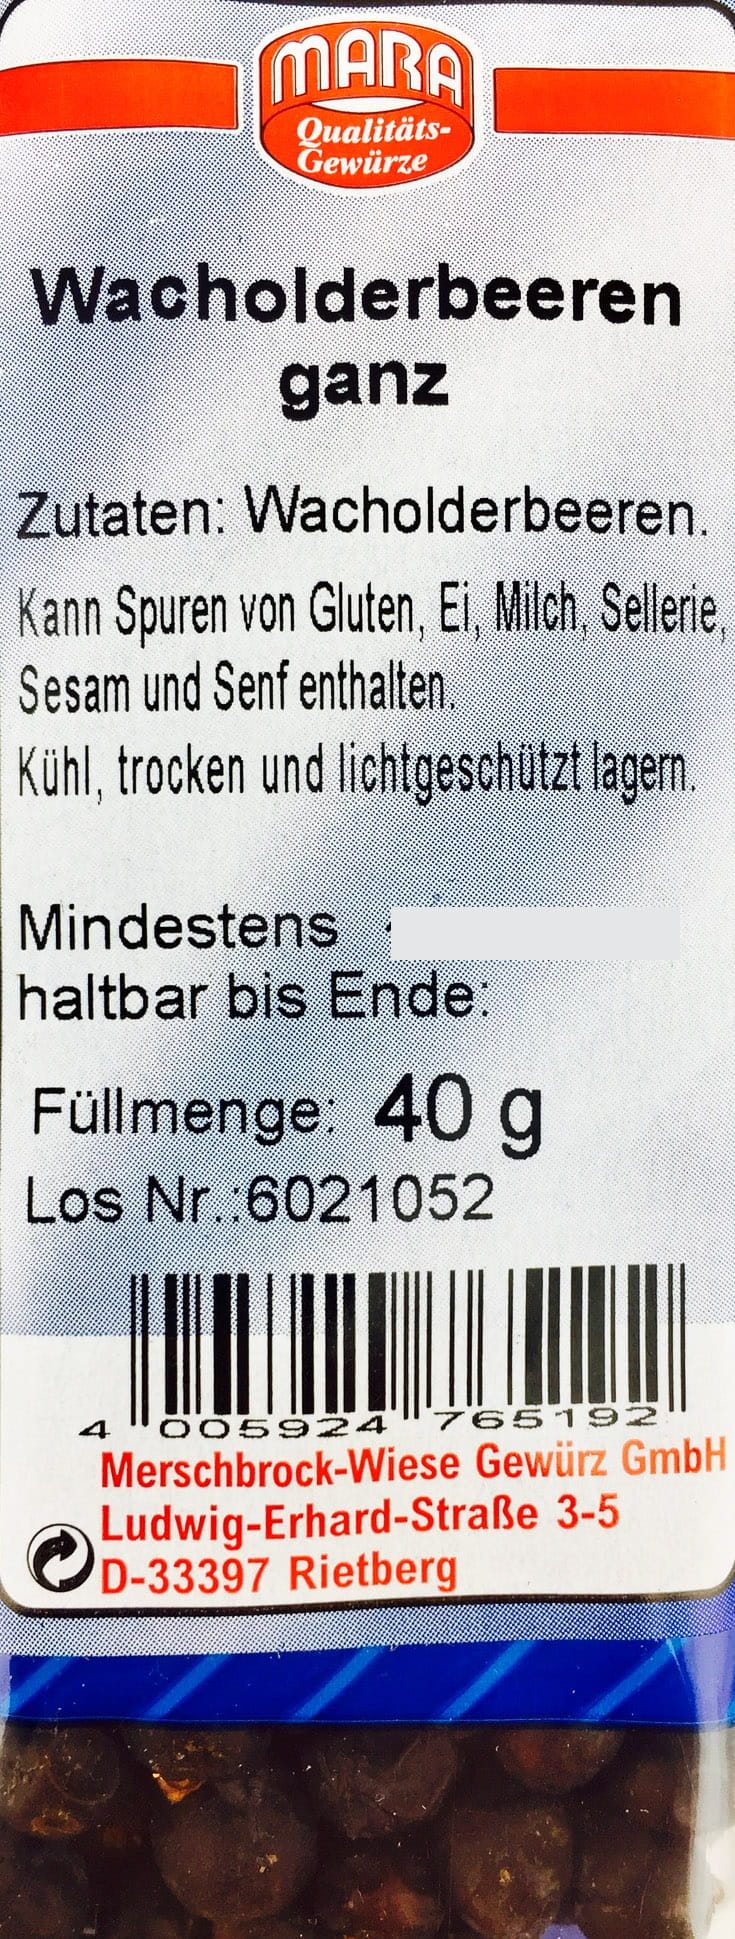 MARA
Qualitäts-
Gewürze
Wacholderbeeren
ganz
Zutaten: Wacholderbeeren.
Kann Spuren von Gluten, Ei, Milch, Sellerie,
Sesam und Senf enthalten.
Kühl, trocken und lichtgeschützt lagern.
Mindestens
haltbar bis Ende:
Füllmenge: 40 g
Los Nr.:6021052
4 005924 765192
Merschbrock-Wiese Gewürz GmbH
Ludwig-Erhard-Straße 3-5
D-33397 Rietberg